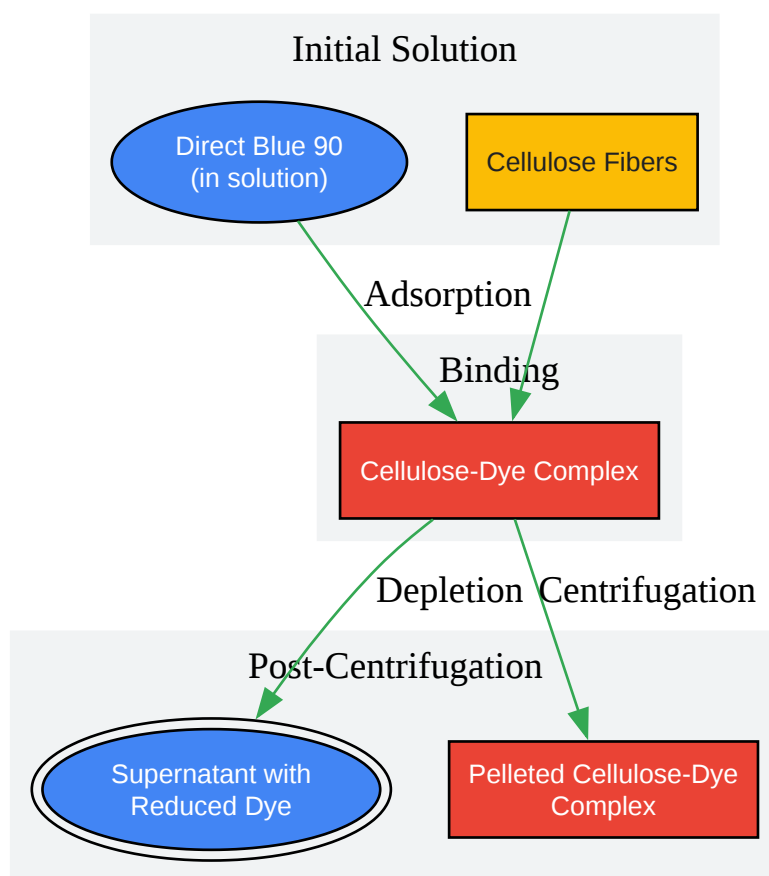 Initial Solution
Direct Blue 90
(in solution)
Cellulose Fibers
Adsorption
Binding
Cellulose-Dye Complex
Depletion
Centrifugation
Post-Centrifugation
Supernatant with
Reduced Dye
Pelleted Cellulose-Dye
Complex